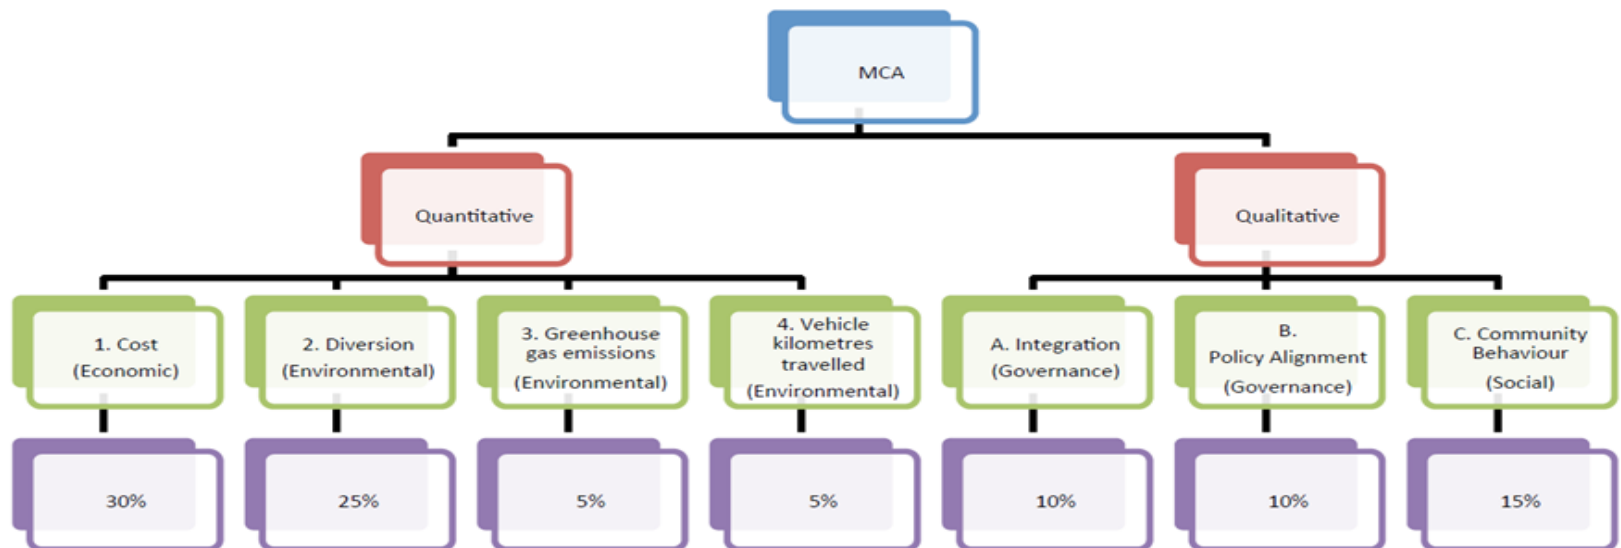 MCA
Quantitative
Qualitative
1. Cost
(Economic)
2. Diversion
(Environmental)
3. Greenhouse
gas emissions
(Environmental)
4. Vehicle
kilometres
travelled
(Environmental)
A. Integration
(Governance)
B.
Policy Alignment
(Governance)
C. Community
Behaviour
(Social)
30%
25%
5%
5%
10%
10%
15%